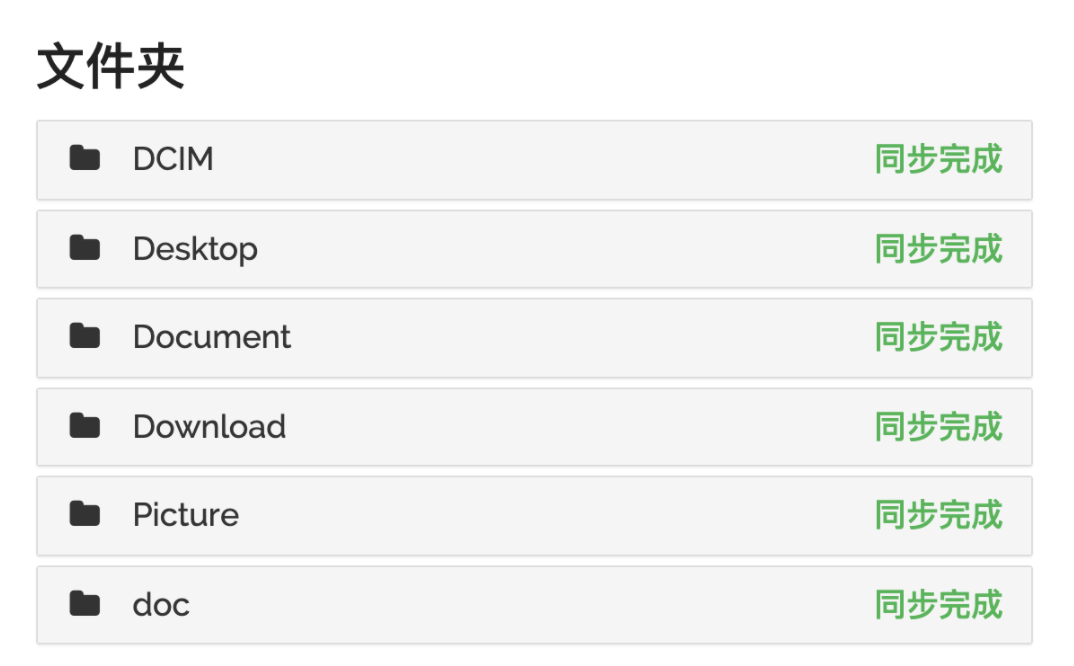 文件夹
DCIM 同步完成
Desktop 同步完成
Document 同步完成
Download 同步完成
Picture 同步完成
doc 同步完成